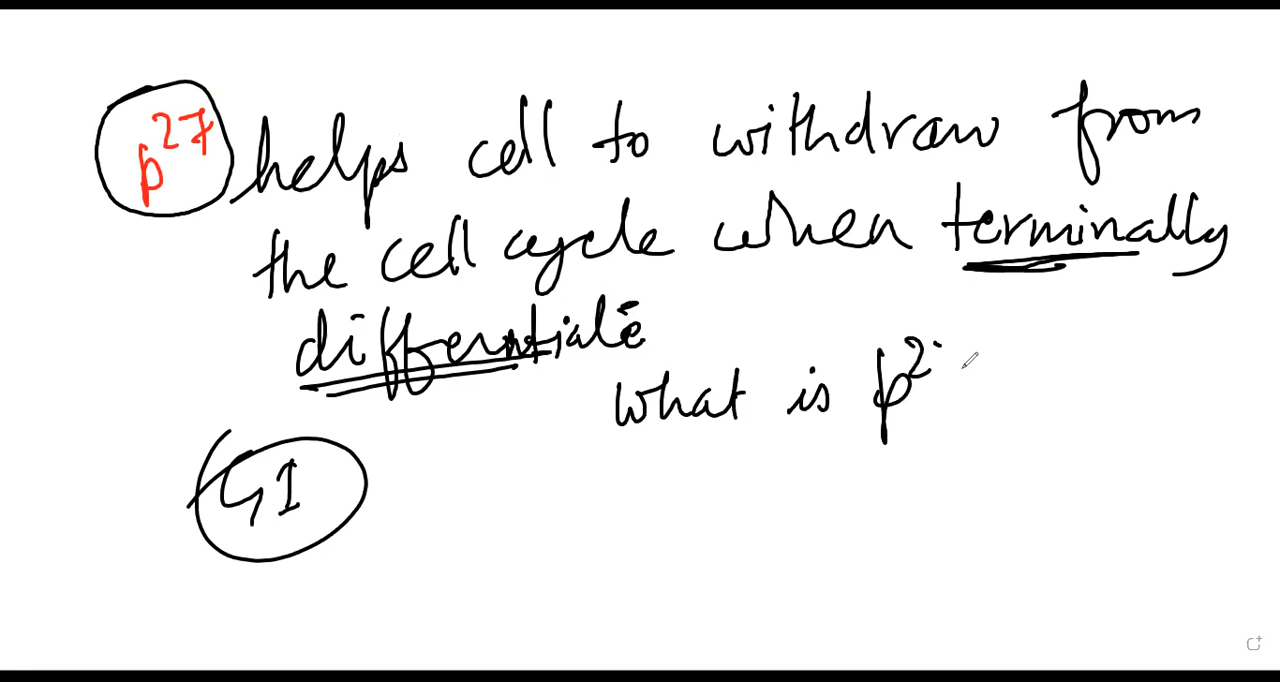 p²⁷ helps cell to withdraw from
the cell cycle when terminally
differentiate
what is p²
G1